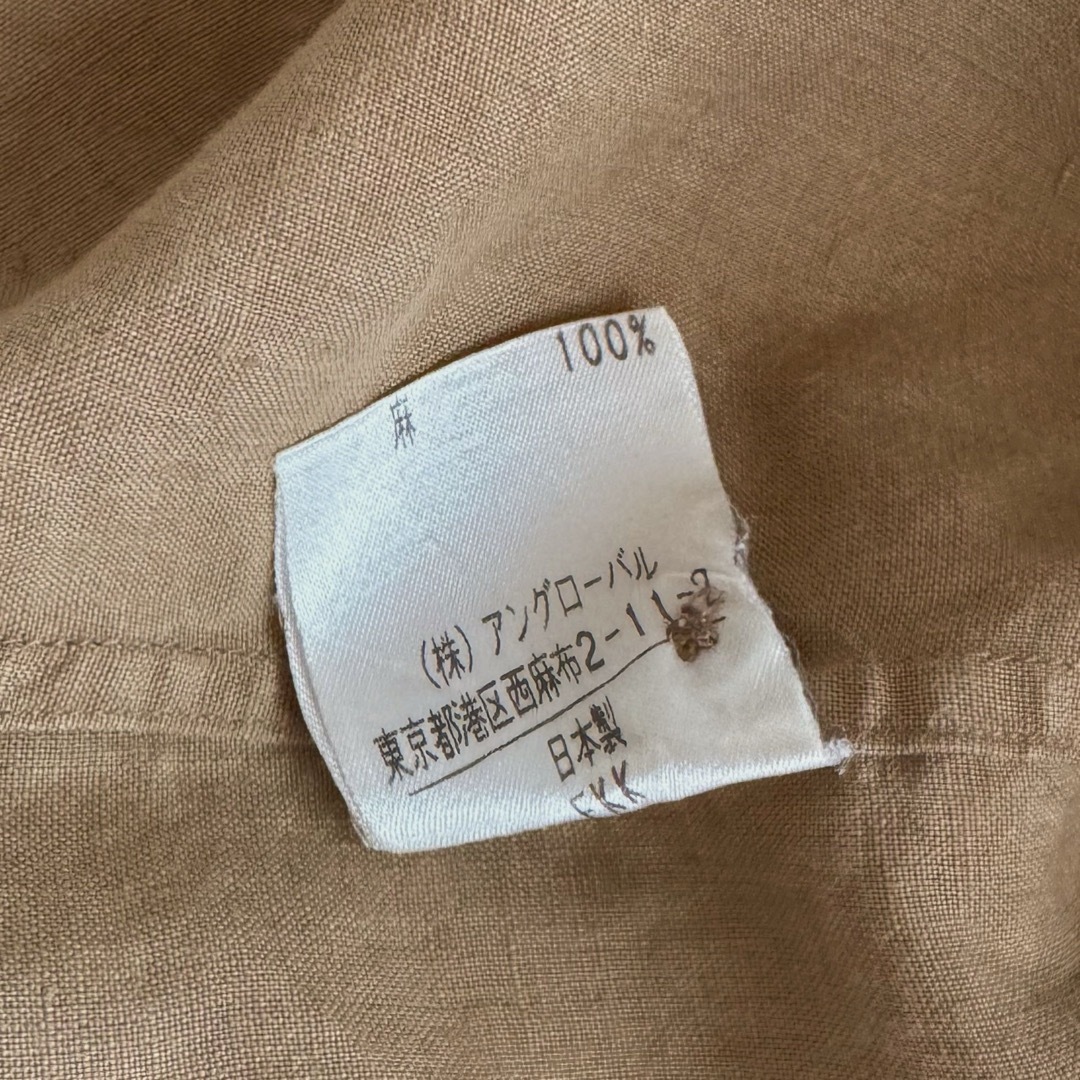 麻 100%
(株)アングローバル
東京都港区西麻布2-11-2
日本製
KK